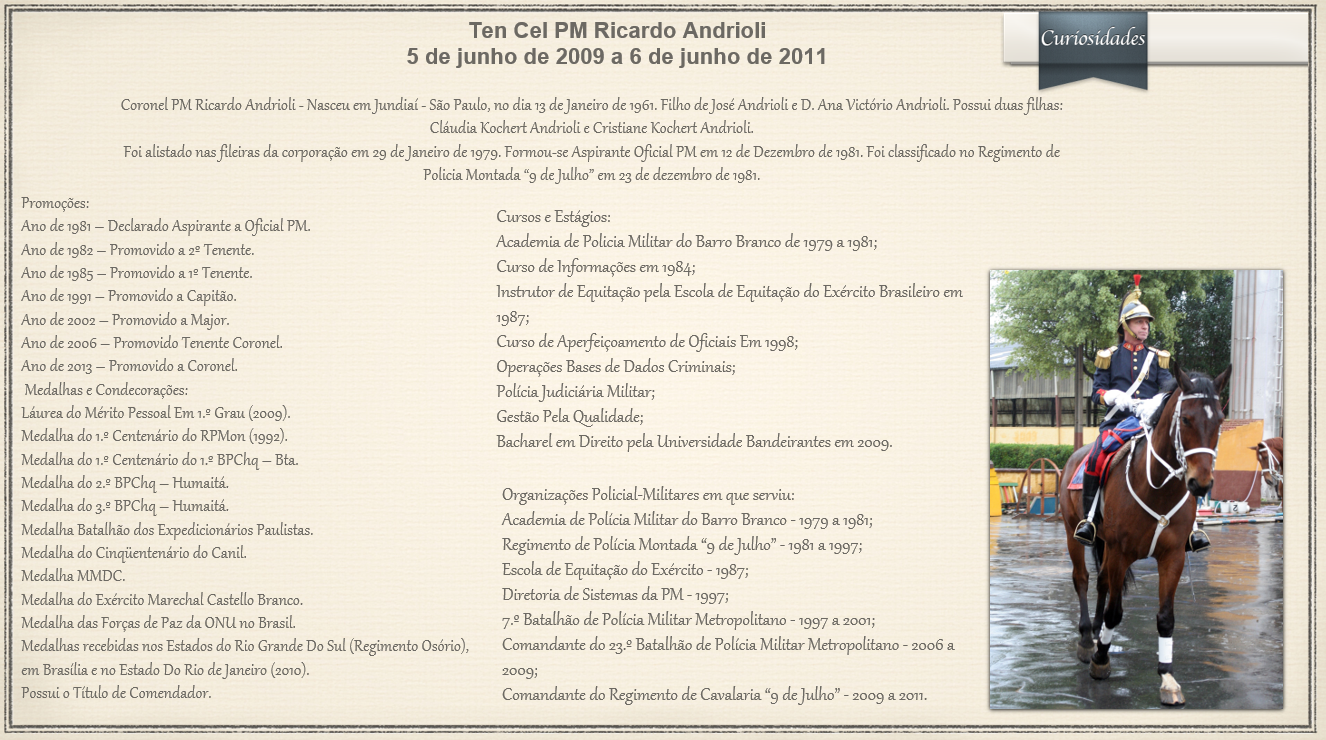 Ten Cel PM Ricardo Andrioli
5 de junho de 2009 a 6 de junho de 2011
Curiosidades
Coronel PM Ricardo Andrioli - Nasceu em Jundiaí - São Paulo, no dia 13 de Janeiro de 1961. Filho de José Andrioli e D. Ana Victório Andrioli. Possui duas filhas:
Cláudia Kochert Andrioli e Cristiane Kochert Andrioli.
Foi alistado nas fileiras da corporação em 29 de Janeiro de 1979. Formou-se Aspirante Oficial PM em 12 de Dezembro de 1981. Foi classificado no Regimento de
Policia Montada “9 de Julho” em 23 de dezembro de 1981.
Promoções:
Ano de 1981 – Declarado Aspirante a Oficial PM.
Ano de 1982 – Promovido a 2º Tenente.
Ano de 1985 – Promovido a 1º Tenente.
Ano de 1991 – Promovido a Capitão.
Ano de 2002 – Promovido a Major.
Ano de 2006 – Promovido Tenente Coronel.
Ano de 2013 – Promovido a Coronel.
Medalhas e Condecorações:
Láurea do Mérito Pessoal Em 1.º Grau (2009).
Medalha do 1.º Centenário do RPMon (1992).
Medalha do 1.º Centenário do 1.º BPChq – Bta.
Medalha do 2.º BPChq – Humaitá.
Medalha do 3.º BPChq – Humaitá.
Medalha Batalhão dos Expedicionários Paulistas.
Medalha do Cinqüentenário do Canil.
Medalha MMDC.
Medalha do Exército Marechal Castello Branco.
Medalha das Forças de Paz da ONU no Brasil.
Medalhas recebidas nos Estados do Rio Grande Do Sul (Regimento Osório),
em Brasília e no Estado Do Rio de Janeiro (2010).
Possui o Título de Comendador.
Cursos e Estágios:
Academia de Policia Militar do Barro Branco de 1979 a 1981;
Curso de Informações em 1984;
Instrutor de Equitação pela Escola de Equitação do Exército Brasileiro em
1987;
Curso de Aperfeiçoamento de Oficiais Em 1998;
Operações Bases de Dados Criminais;
Polícia Judiciária Militar;
Gestão Pela Qualidade;
Bacharel em Direito pela Universidade Bandeirantes em 2009.
Organizações Policial-Militares em que serviu:
Academia de Polícia Militar do Barro Branco - 1979 a 1981;
Regimento de Polícia Montada “9 de Julho” - 1981 a 1997;
Escola de Equitação do Exército - 1987;
Diretoria de Sistemas da PM - 1997;
7.º Batalhão de Polícia Militar Metropolitano - 1997 a 2001;
Comandante do 23.º Batalhão de Polícia Militar Metropolitano - 2006 a
2009;
Comandante do Regimento de Cavalaria “9 de Julho” - 2009 a 2011.